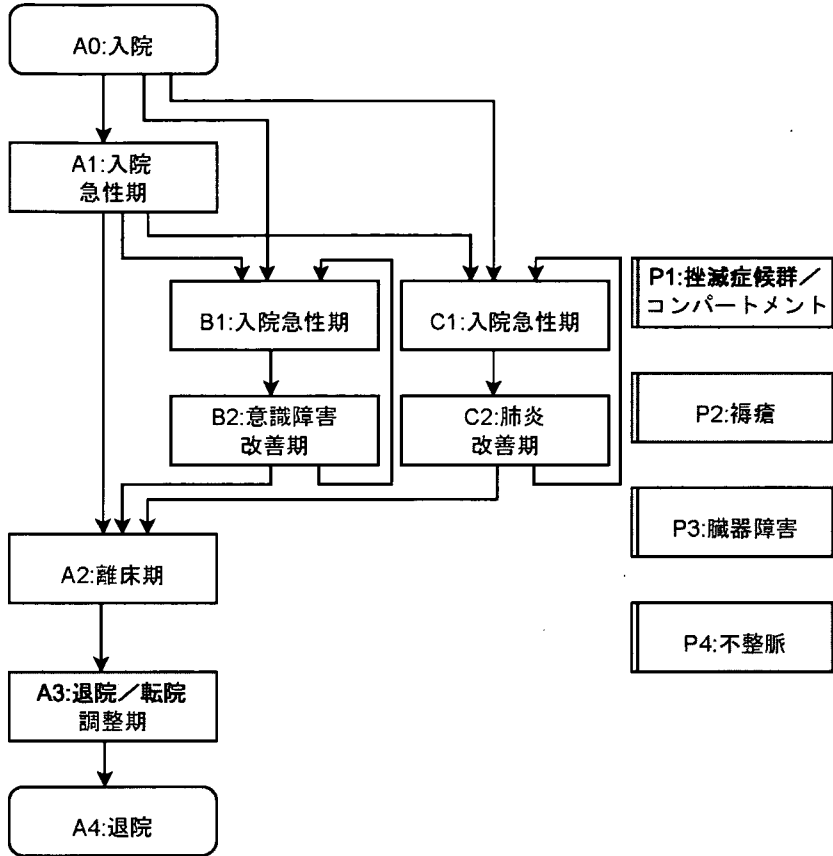 A0:入院
A1:入院
急性期
B1:入院急性期
C1:入院急性期
P1:挫滅症候群／
コンパートメント
B2:意識障害
改善期
C2:肺炎
改善期
P2:褥瘡
P3:臓器障害
A2:離床期
P4:不整脈
A3:退院／転院
調整期
A4:退院